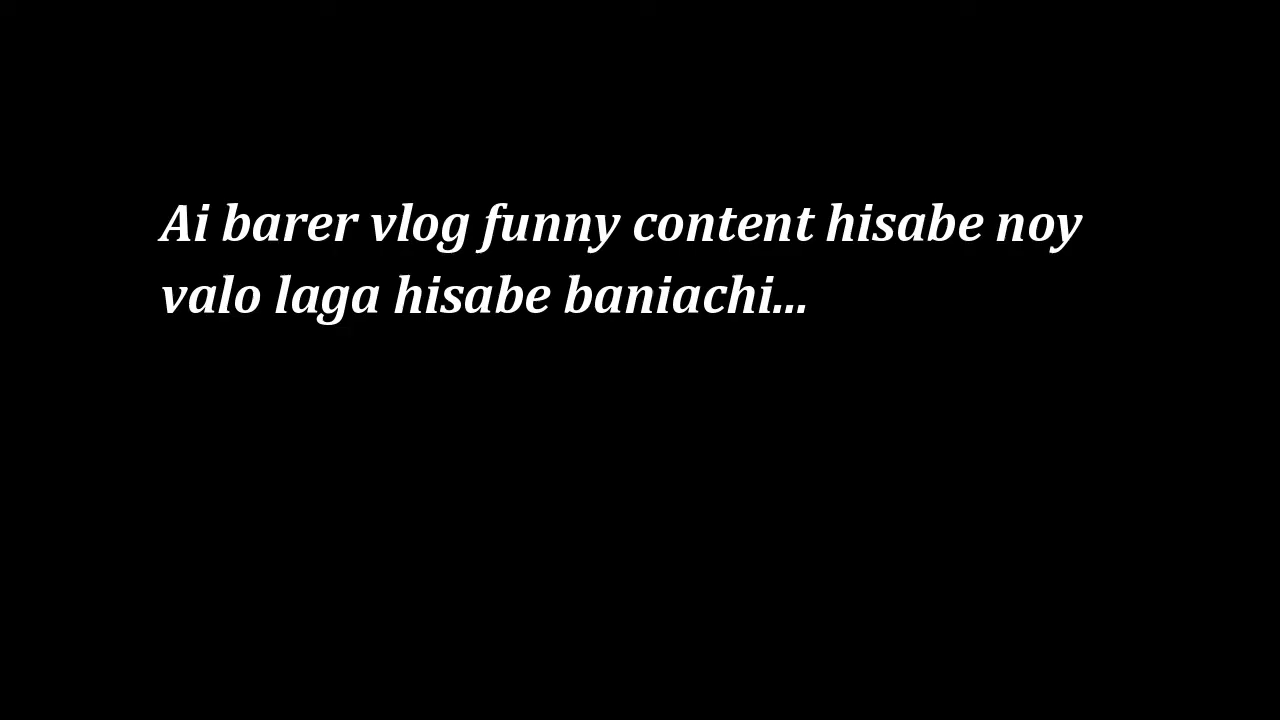 Ai barer vlog funny content hisabe noy
valo laga hisabe baniachi...